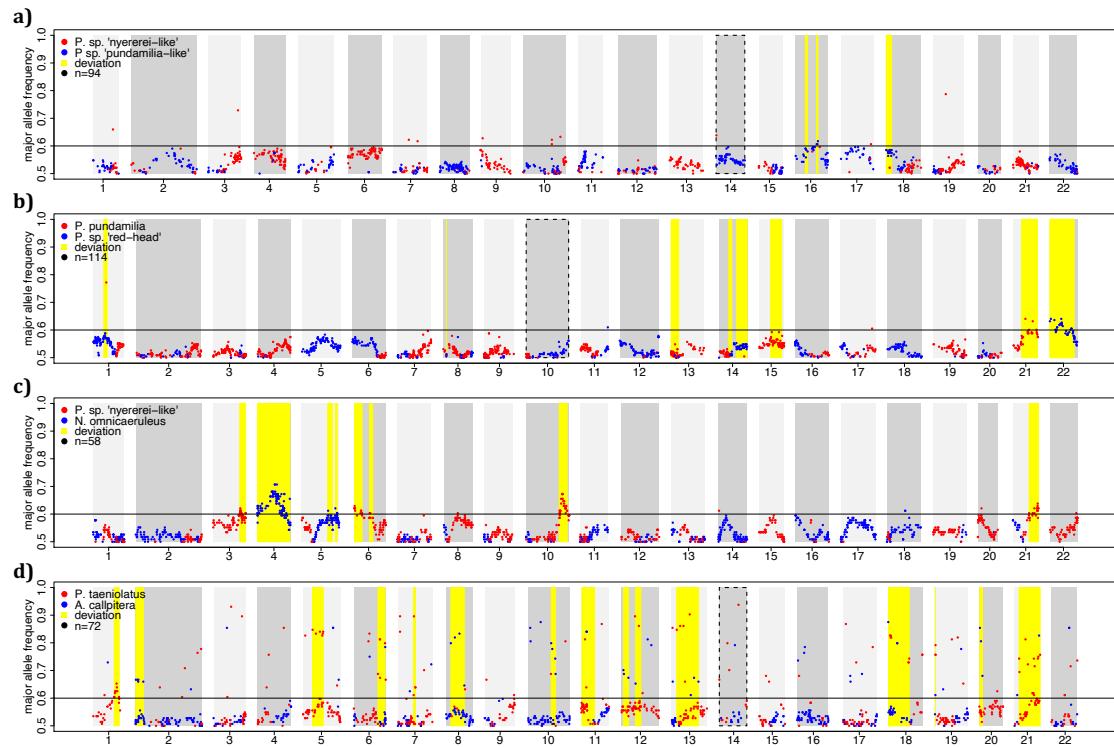 a)
major allele frequency
1.0
0.9
0.8
0.7
0.6
0.5
P. sp. 'nyererei−like'
P sp. 'pundamilia−like'
deviation
n=94
1 2 3 4 5 6 7 8 9 10 11 12 13 14 15 16 17 18 19 20 21 22
b)
major allele frequency
1.0
0.9
0.8
0.7
0.6
0.5
P. pundamilia
P. sp. 'red−head'
deviation
n=114
1 2 3 4 5 6 7 8 9 10 11 12 13 14 15 16 17 18 19 20 21 22
c)
major allele frequency
1.0
0.9
0.8
0.7
0.6
0.5
P. sp. 'nyererei−like'
N. omnicaeruleus
deviation
n=58
1 2 3 4 5 6 7 8 9 10 11 12 13 14 15 16 17 18 19 20 21 22
d)
major allele frequency
1.0
0.9
0.8
0.7
0.6
0.5
P. taeniolatus
A. callpitera
deviation
n=72
1 2 3 4 5 6 7 8 9 10 11 12 13 14 15 16 17 18 19 20 21 22